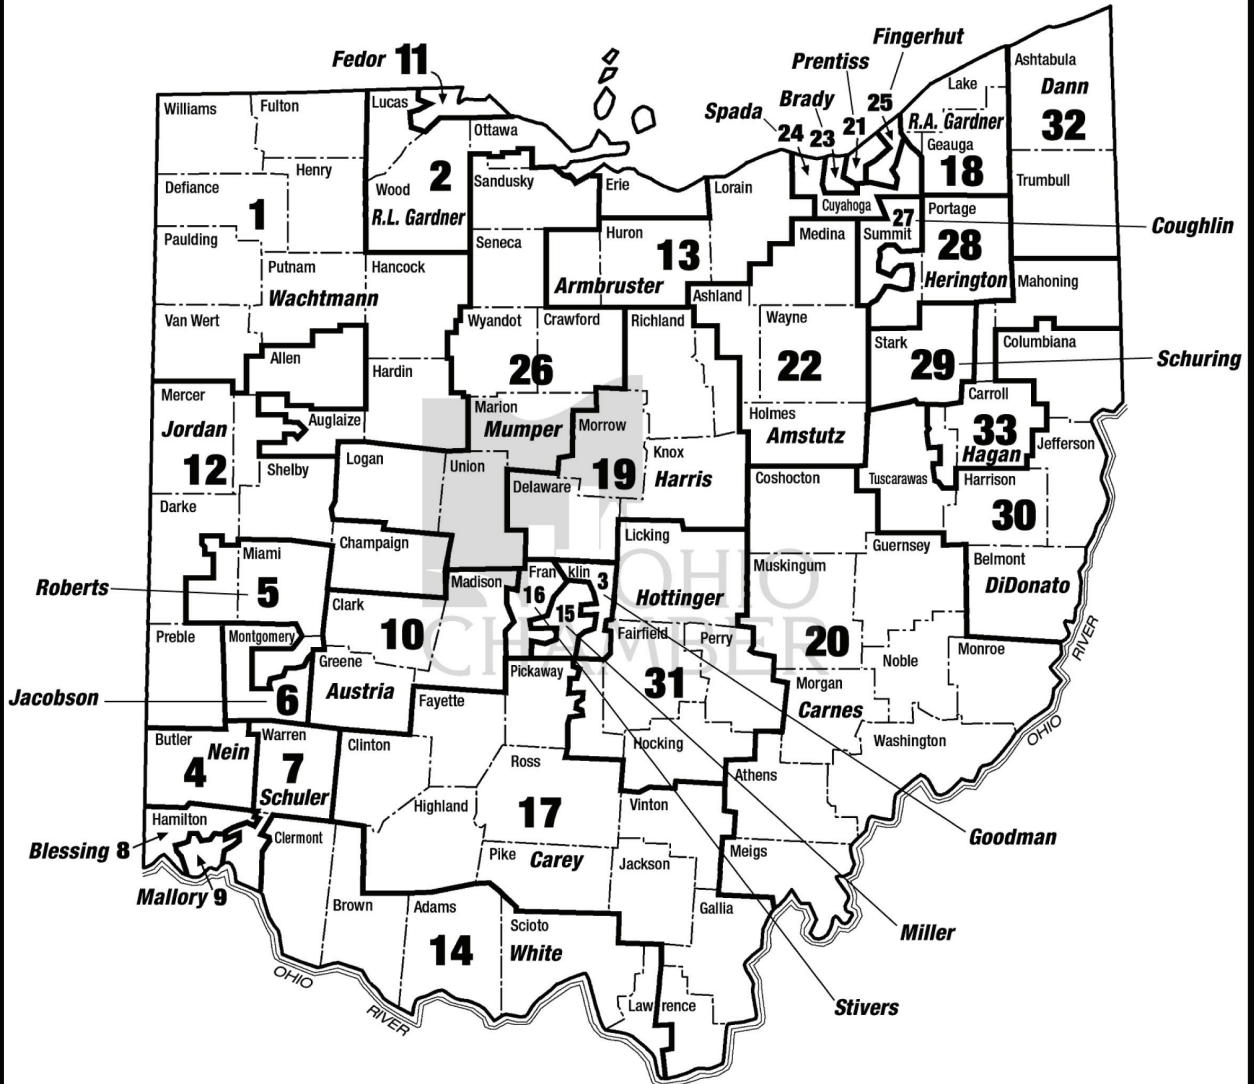 Fedor 11
Fingerhut
Prentiss
Brady
Spada
25
21
24
23
Ashtabula
Dann
32
Lake
R.A. Gardner
Geauga
18
Trumbull
Williams
Fulton
Lucas
Ottawa
Henry
Defiance
1
Wood
2
R.L. Gardner
Sandusky
Erie
Lorain
Cuyahoga
27
Portage
Coughlin
Paulding
Putnam
Wachtmann
Hancock
Seneca
Huron
13
Armbruster
Medina
Summit
28
Herington
Mahoning
Ashland
Van Wert
Allen
Wyandot
Crawford
Richland
Wayne
Stark
Columbiana
Hardin
26
22
29
Schuring
Mercer
Jordan
12
Auglaize
Marion
Mumper
Morrow
Holmes
Amstutz
Carroll
33
Hagan
Jefferson
Shelby
Logan
Union
Delaware
19
Knox
Harris
Coshocton
Tuscarawas
Harrison
30
Darke
Miami
Champaign
Licking
Guernsey
Belmont
DiDonato
Roberts
5
Clark
10
Madison
Fran klin
3
16
15
OHIO
CHAMBER
Hottinger
Muskingum
20
Preble
Montgomery
Greene
Austria
Fairfield
Perry
Noble
Monroe
Jacobson
6
Fayette
Pickaway
31
Morgan
Carnes
Washington
OHIO
RIVER
Butler
Nein
4
Warren
7
Schuler
Clinton
Ross
Hocking
Athens
Highland
17
Vinton
Hamilton
Blessing 8
Clermont
Pike
Carey
Jackson
Meigs
Goodman
Mallory 9
Brown
Adams
14
Scioto
White
Gallia
Miller
Lawrence
Stivers
OHIO
RIVER